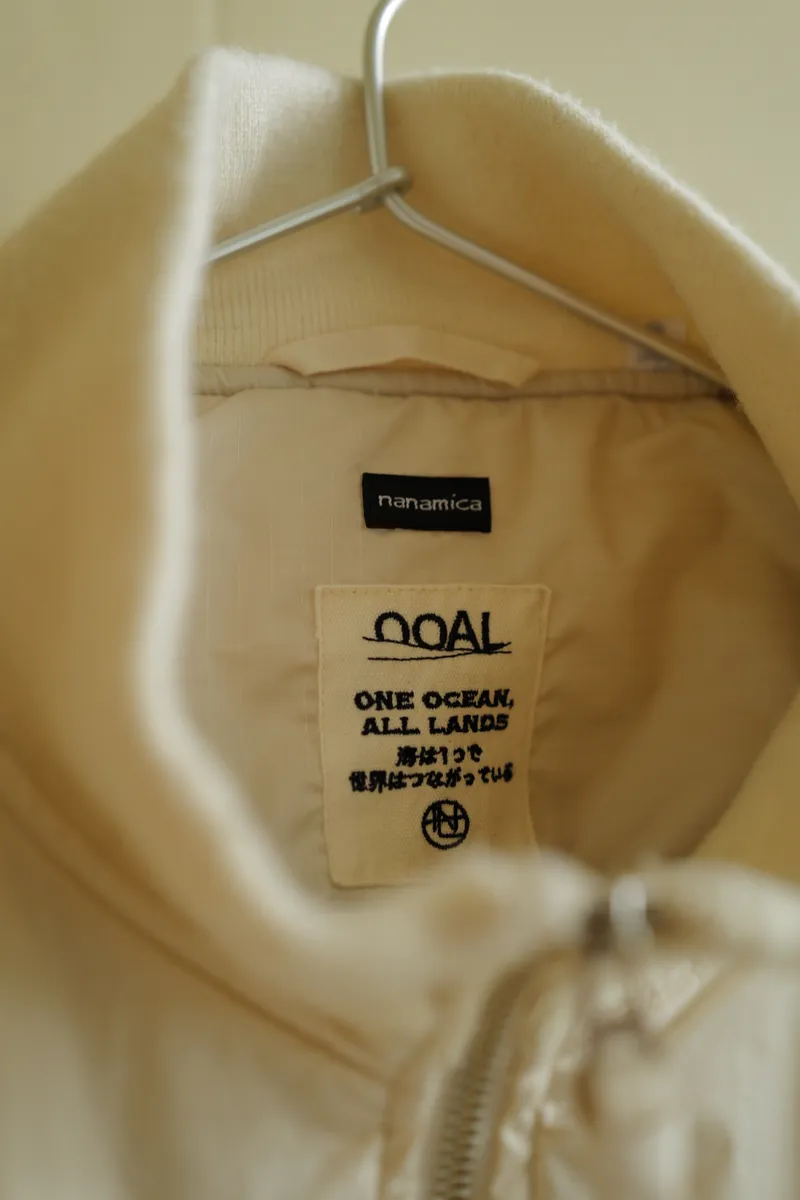 nanamica
OOAL
ONE OCEAN,
ALL LANDS
海は1つで
世界はつながっている